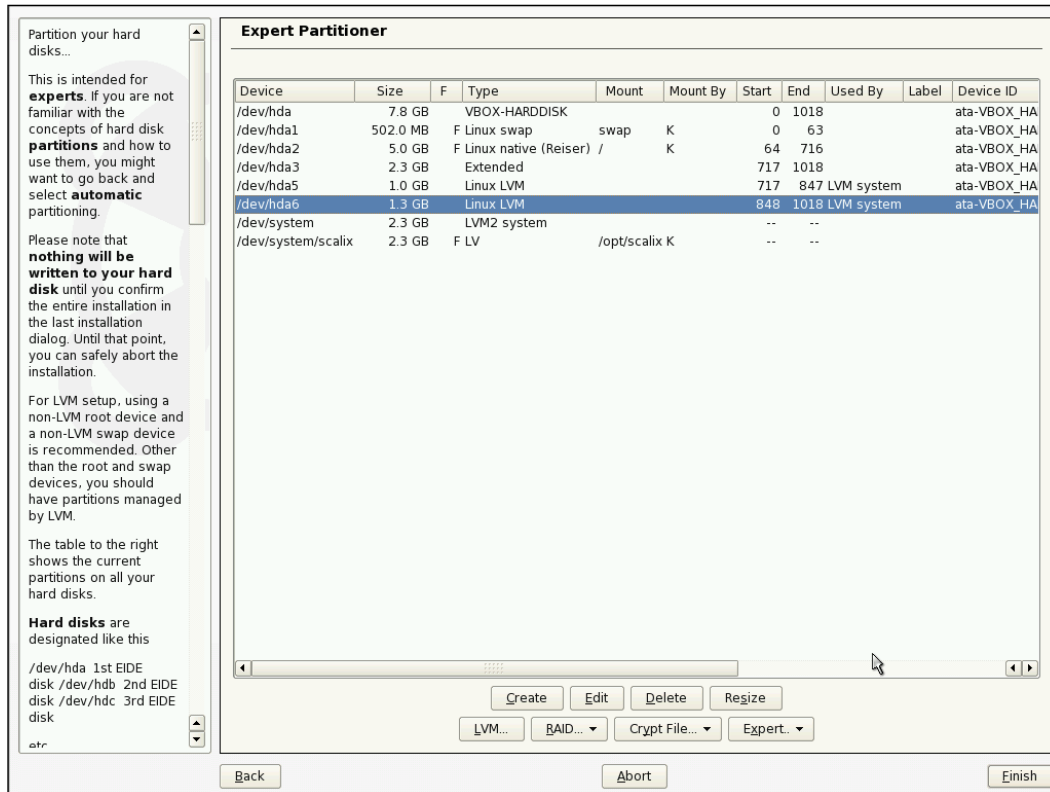 Partition your hard
disks...
This is intended for
experts. If you are not
familiar with the
concepts of hard disk
partitions and how to
use them, you might
want to go back and
select automatic
partitioning.
Please note that
nothing will be
written to your hard
disk until you confirm
the entire installation in
the last installation
dialog. Until that point,
you can safely abort the
installation.
For LVM setup, using a
non-LVM root device and
a non-LVM swap device
is recommended. Other
than the root and swap
devices, you should
have partitions managed
by LVM.
The table to the right
shows the current
partitions on all your
hard disks.
Hard disks are
designated like this
/dev/hda 1st EIDE
disk /dev/hdb 2nd EIDE
disk /dev/hdc 3rd EIDE
disk
etc
Expert Partitioner
Device Size F Type Mount Mount By Start End Used By Label Device ID
/dev/hda 7.8 GB VBOX-HARDDISK 0 1018 ata-VBOX_HA
/dev/hda1 502.0 MB F Linux swap swap K 0 63 ata-VBOX_HA
/dev/hda2 5.0 GB F Linux native (Reiser) / K 64 716 ata-VBOX_HA
/dev/hda3 2.3 GB Extended 717 1018 ata-VBOX_HA
/dev/hda5 1.0 GB Linux LVM 717 847 LVM system ata-VBOX_HA
/dev/hda6 1.3 GB Linux LVM 848 1018 LVM system ata-VBOX_HA
/dev/system 2.3 GB LVM2 system -- --
/dev/system/scalix 2.3 GB F LV /opt/scalix K -- --
Create Edit Delete Resize
LVM... RAID... Crypt File... Expert..
Back Abort Finish